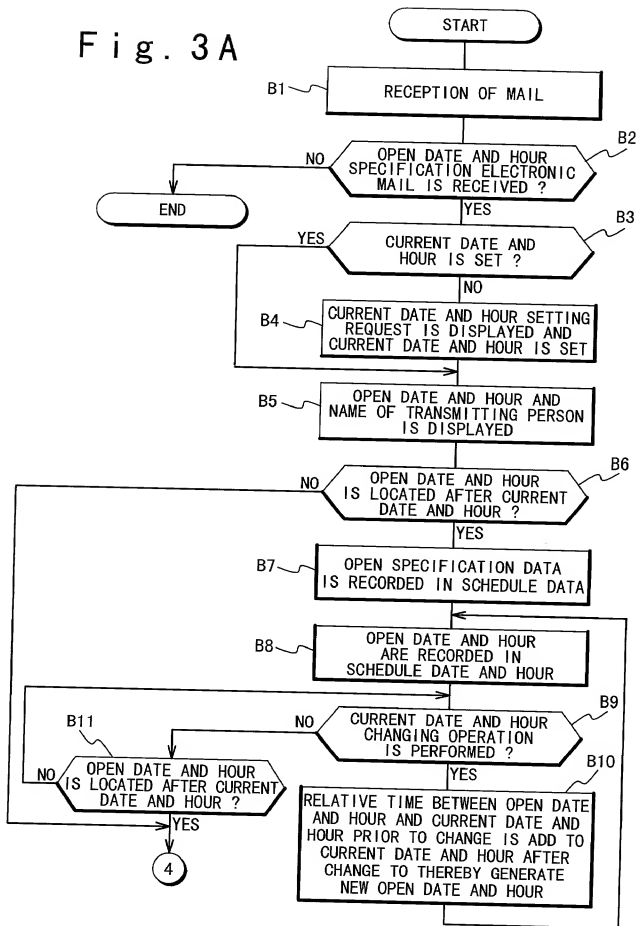 Fig. 3A
START
B1
RECEPTION OF MAIL
B2
OPEN DATE AND HOUR
SPECIFICATION ELECTRONIC
MAIL IS RECEIVED ?
NO
YES
END
B3
CURRENT DATE AND
HOUR IS SET ?
YES
NO
B4
CURRENT DATE AND HOUR SETTING
REQUEST IS DISPLAYED AND
CURRENT DATE AND HOUR IS SET
B5
OPEN DATE AND HOUR AND
NAME OF TRANSMITTING PERSON
IS DISPLAYED
B6
OPEN DATE AND HOUR
IS LOCATED AFTER CURRENT
DATE AND HOUR ?
NO
YES
B7
OPEN SPECIFICATION DATA
IS RECORDED IN SCHEDULE DATA
B8
OPEN DATE AND HOUR
ARE RECORDED IN
SCHEDULE DATE AND HOUR
B9
CURRENT DATE AND HOUR
CHANGING OPERATION
IS PERFORMED ?
NO
YES
B11
OPEN DATE AND HOUR
IS LOCATED AFTER CURRENT
DATE AND HOUR ?
NO
YES
4
B10
RELATIVE TIME BETWEEN OPEN DATE
AND HOUR AND CURRENT DATE AND
HOUR PRIOR TO CHANGE IS ADD TO
CURRENT DATE AND HOUR AFTER
CHANGE TO THEREBY GENERATE
NEW OPEN DATE AND HOUR